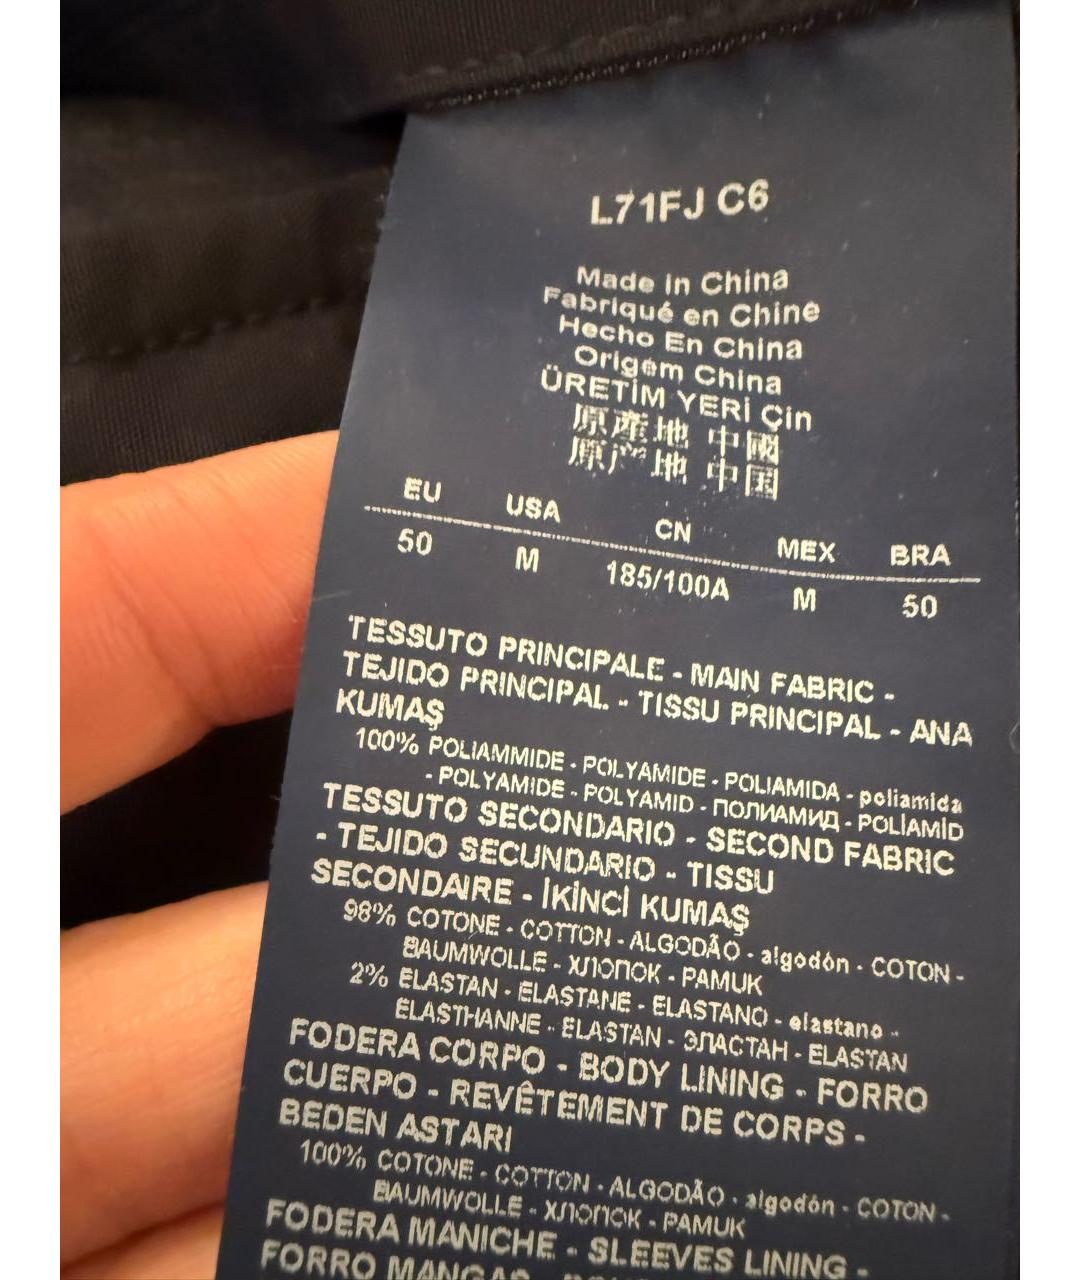 L71FJ C6
Made in China
Fabriqué en Chine
Hecho En China
Origem China
ÜRETİM YERİ Çin
原産地 中國
原产地 中国
EU USA CN MEX BRA
50 M 185/100A M 50
TESSUTO PRINCIPALE - MAIN FABRIC -
TEJIDO PRINCIPAL - TISSU PRINCIPAL - ANA
KUMAŞ
100% POLIAMMIDE - POLYAMIDE - POLIAMIDA - poliamida
- POLYAMIDE - POLYAMID - ПОЛИАМИД - POLİAMİD
TESSUTO SECONDARIO - SECOND FABRIC
- TEJIDO SECUNDARIO - TISSU
SECONDAIRE - İKİNCİ KUMAŞ
98% COTONE - COTTON - ALGODÃO - algodón - COTON -
BAUMWOLLE - ХЛОПОК - PAMUK
2% ELASTAN - ELASTANE - ELASTANO - elastano -
ELASTHANNE - ELASTAN - ЭЛАСТАН - ELASTAN
FODERA CORPO - BODY LINING - FORRO
CUERPO - REVÊTEMENT DE CORPS -
BEDEN ASTARI
100% COTONE - COTTON - ALGODÃO - algodón - COTON -
BAUMWOLLE - ХЛОПОК - PAMUK
FODERA MANICHE - SLEEVES LINING -
FORRO MANGAS